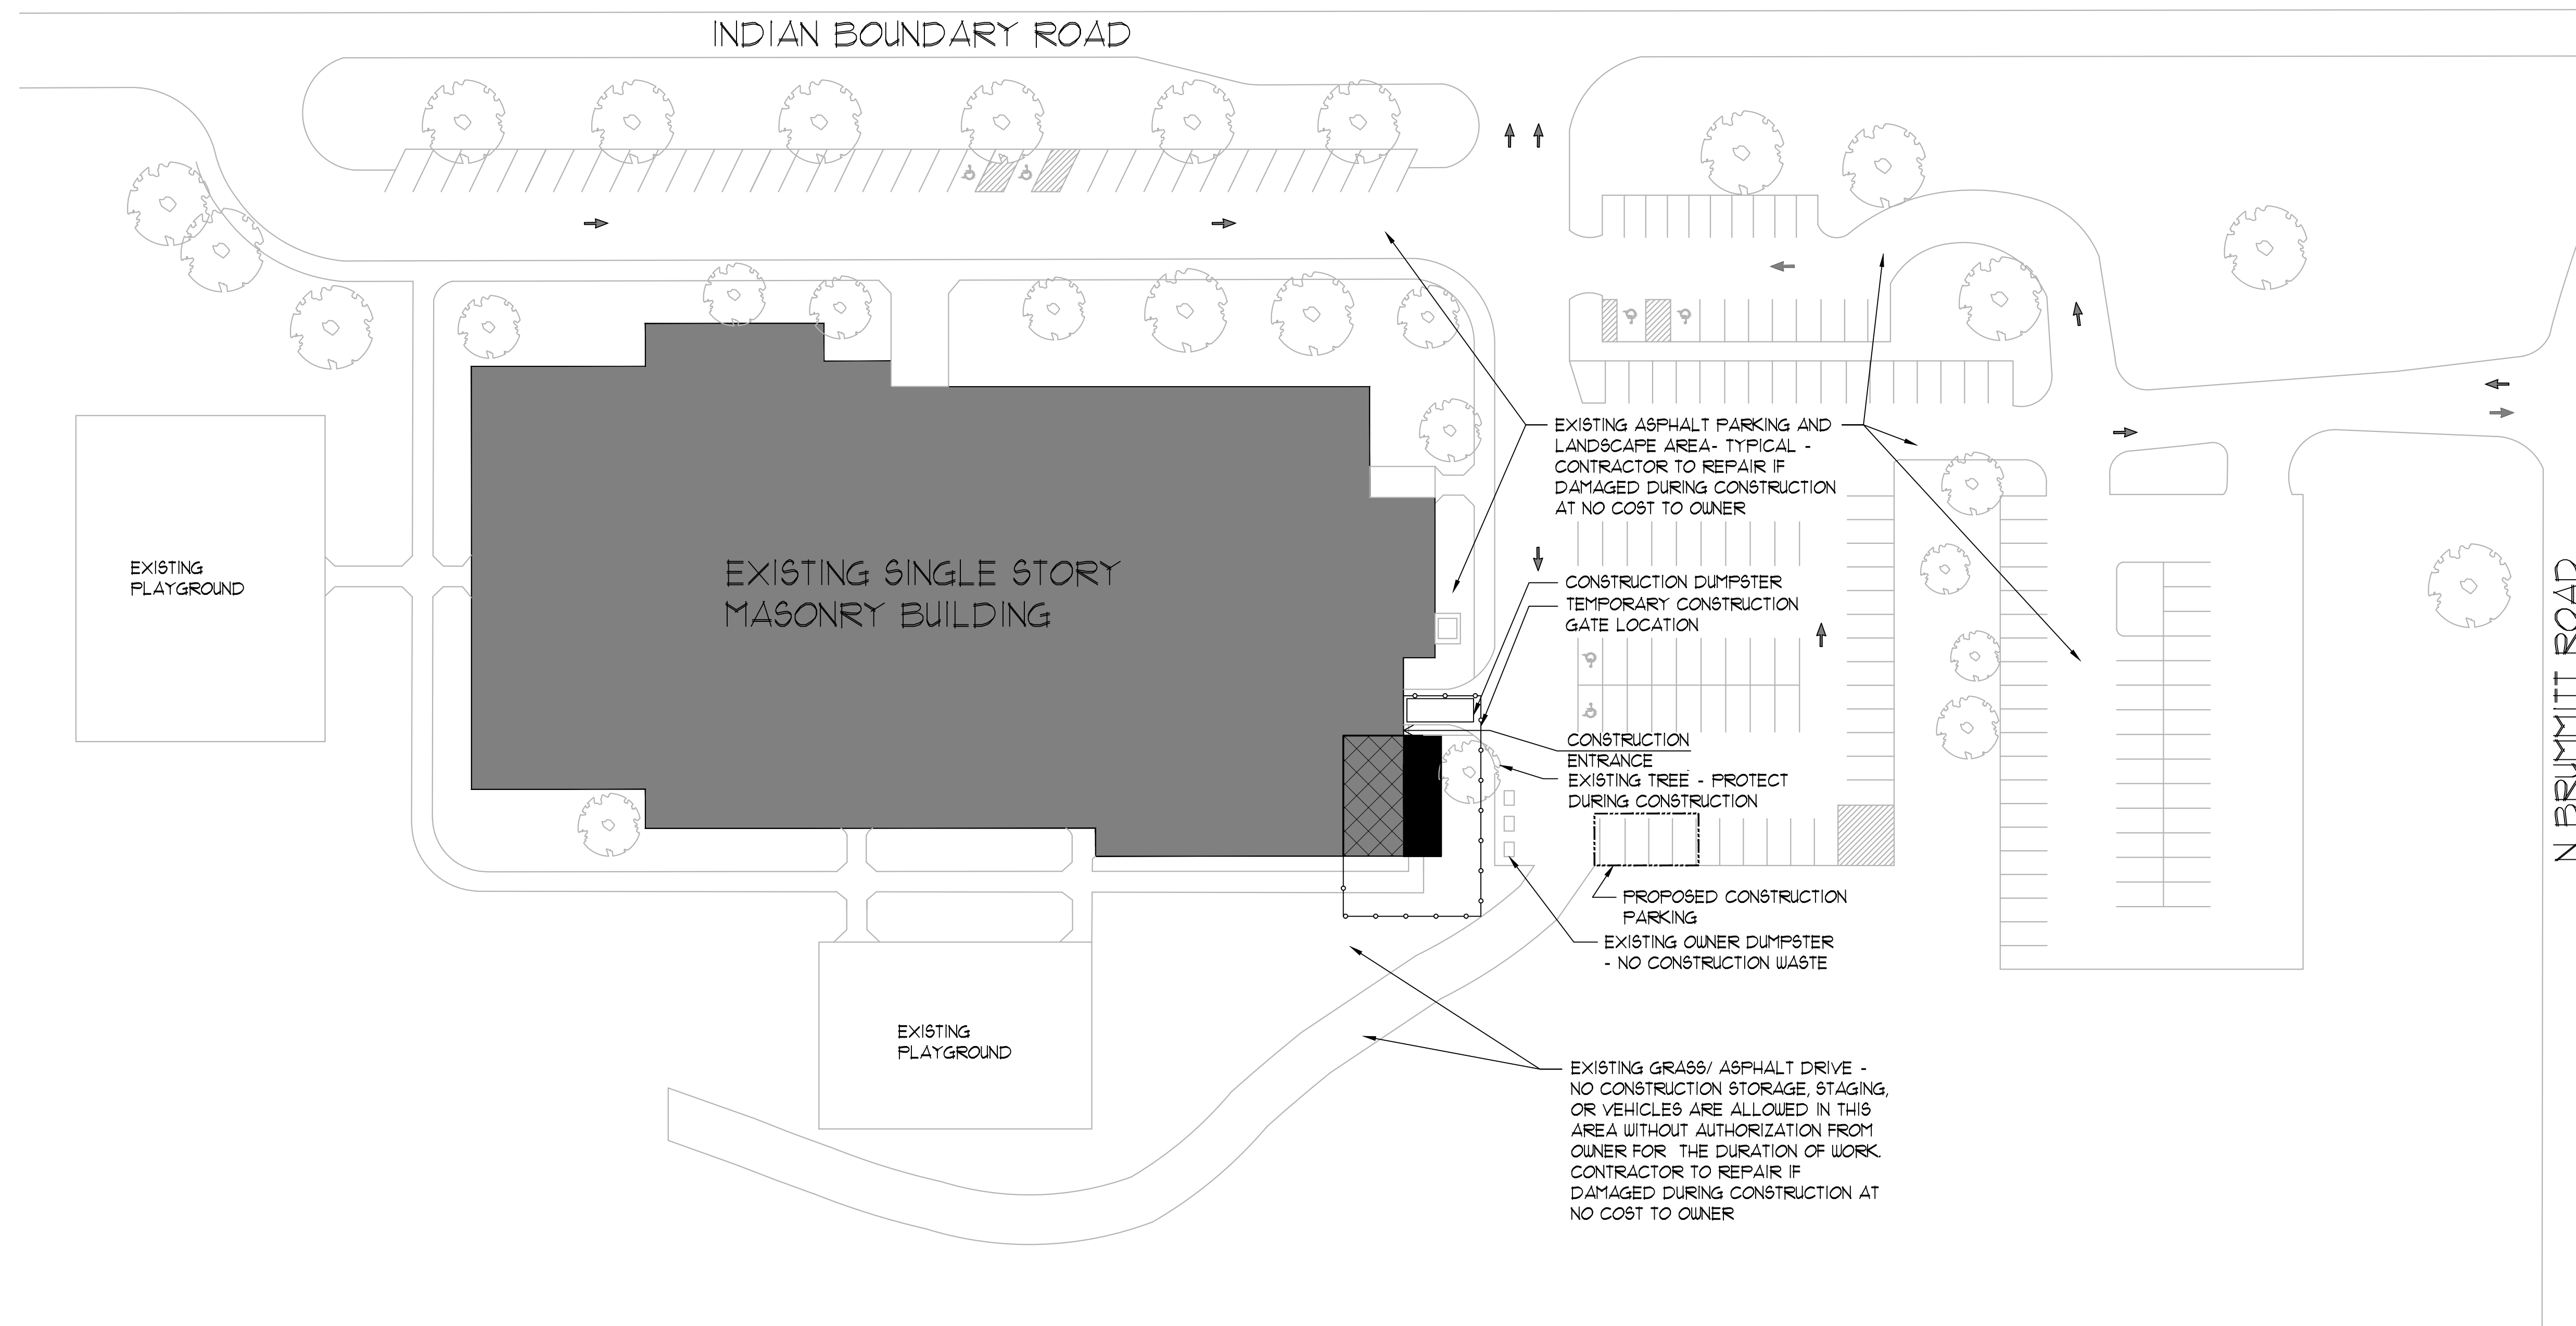 INDIAN BOUNDARY ROAD
EXISTING ASPHALT PARKING AND
LANDSCAPE AREA- TYPICAL -
CONTRACTOR TO REPAIR IF
DAMAGED DURING CONSTRUCTION
AT NO COST TO OWNER
EXISTING
PLAYGROUND
EXISTING SINGLE STORY
MASONRY BUILDING
CONSTRUCTION DUMPSTER
TEMPORARY CONSTRUCTION
GATE LOCATION
N BRUMMITT ROAD
CONSTRUCTION
ENTRANCE
EXISTING TREE - PROTECT
DURING CONSTRUCTION
PROPOSED CONSTRUCTION
PARKING
EXISTING OWNER DUMPSTER
- NO CONSTRUCTION WASTE
EXISTING
PLAYGROUND
EXISTING GRASS/ ASPHALT DRIVE -
NO CONSTRUCTION STORAGE, STAGING,
OR VEHICLES ARE ALLOWED IN THIS
AREA WITHOUT AUTHORIZATION FROM
OWNER FOR THE DURATION OF WORK.
CONTRACTOR TO REPAIR IF
DAMAGED DURING CONSTRUCTION AT
NO COST TO OWNER